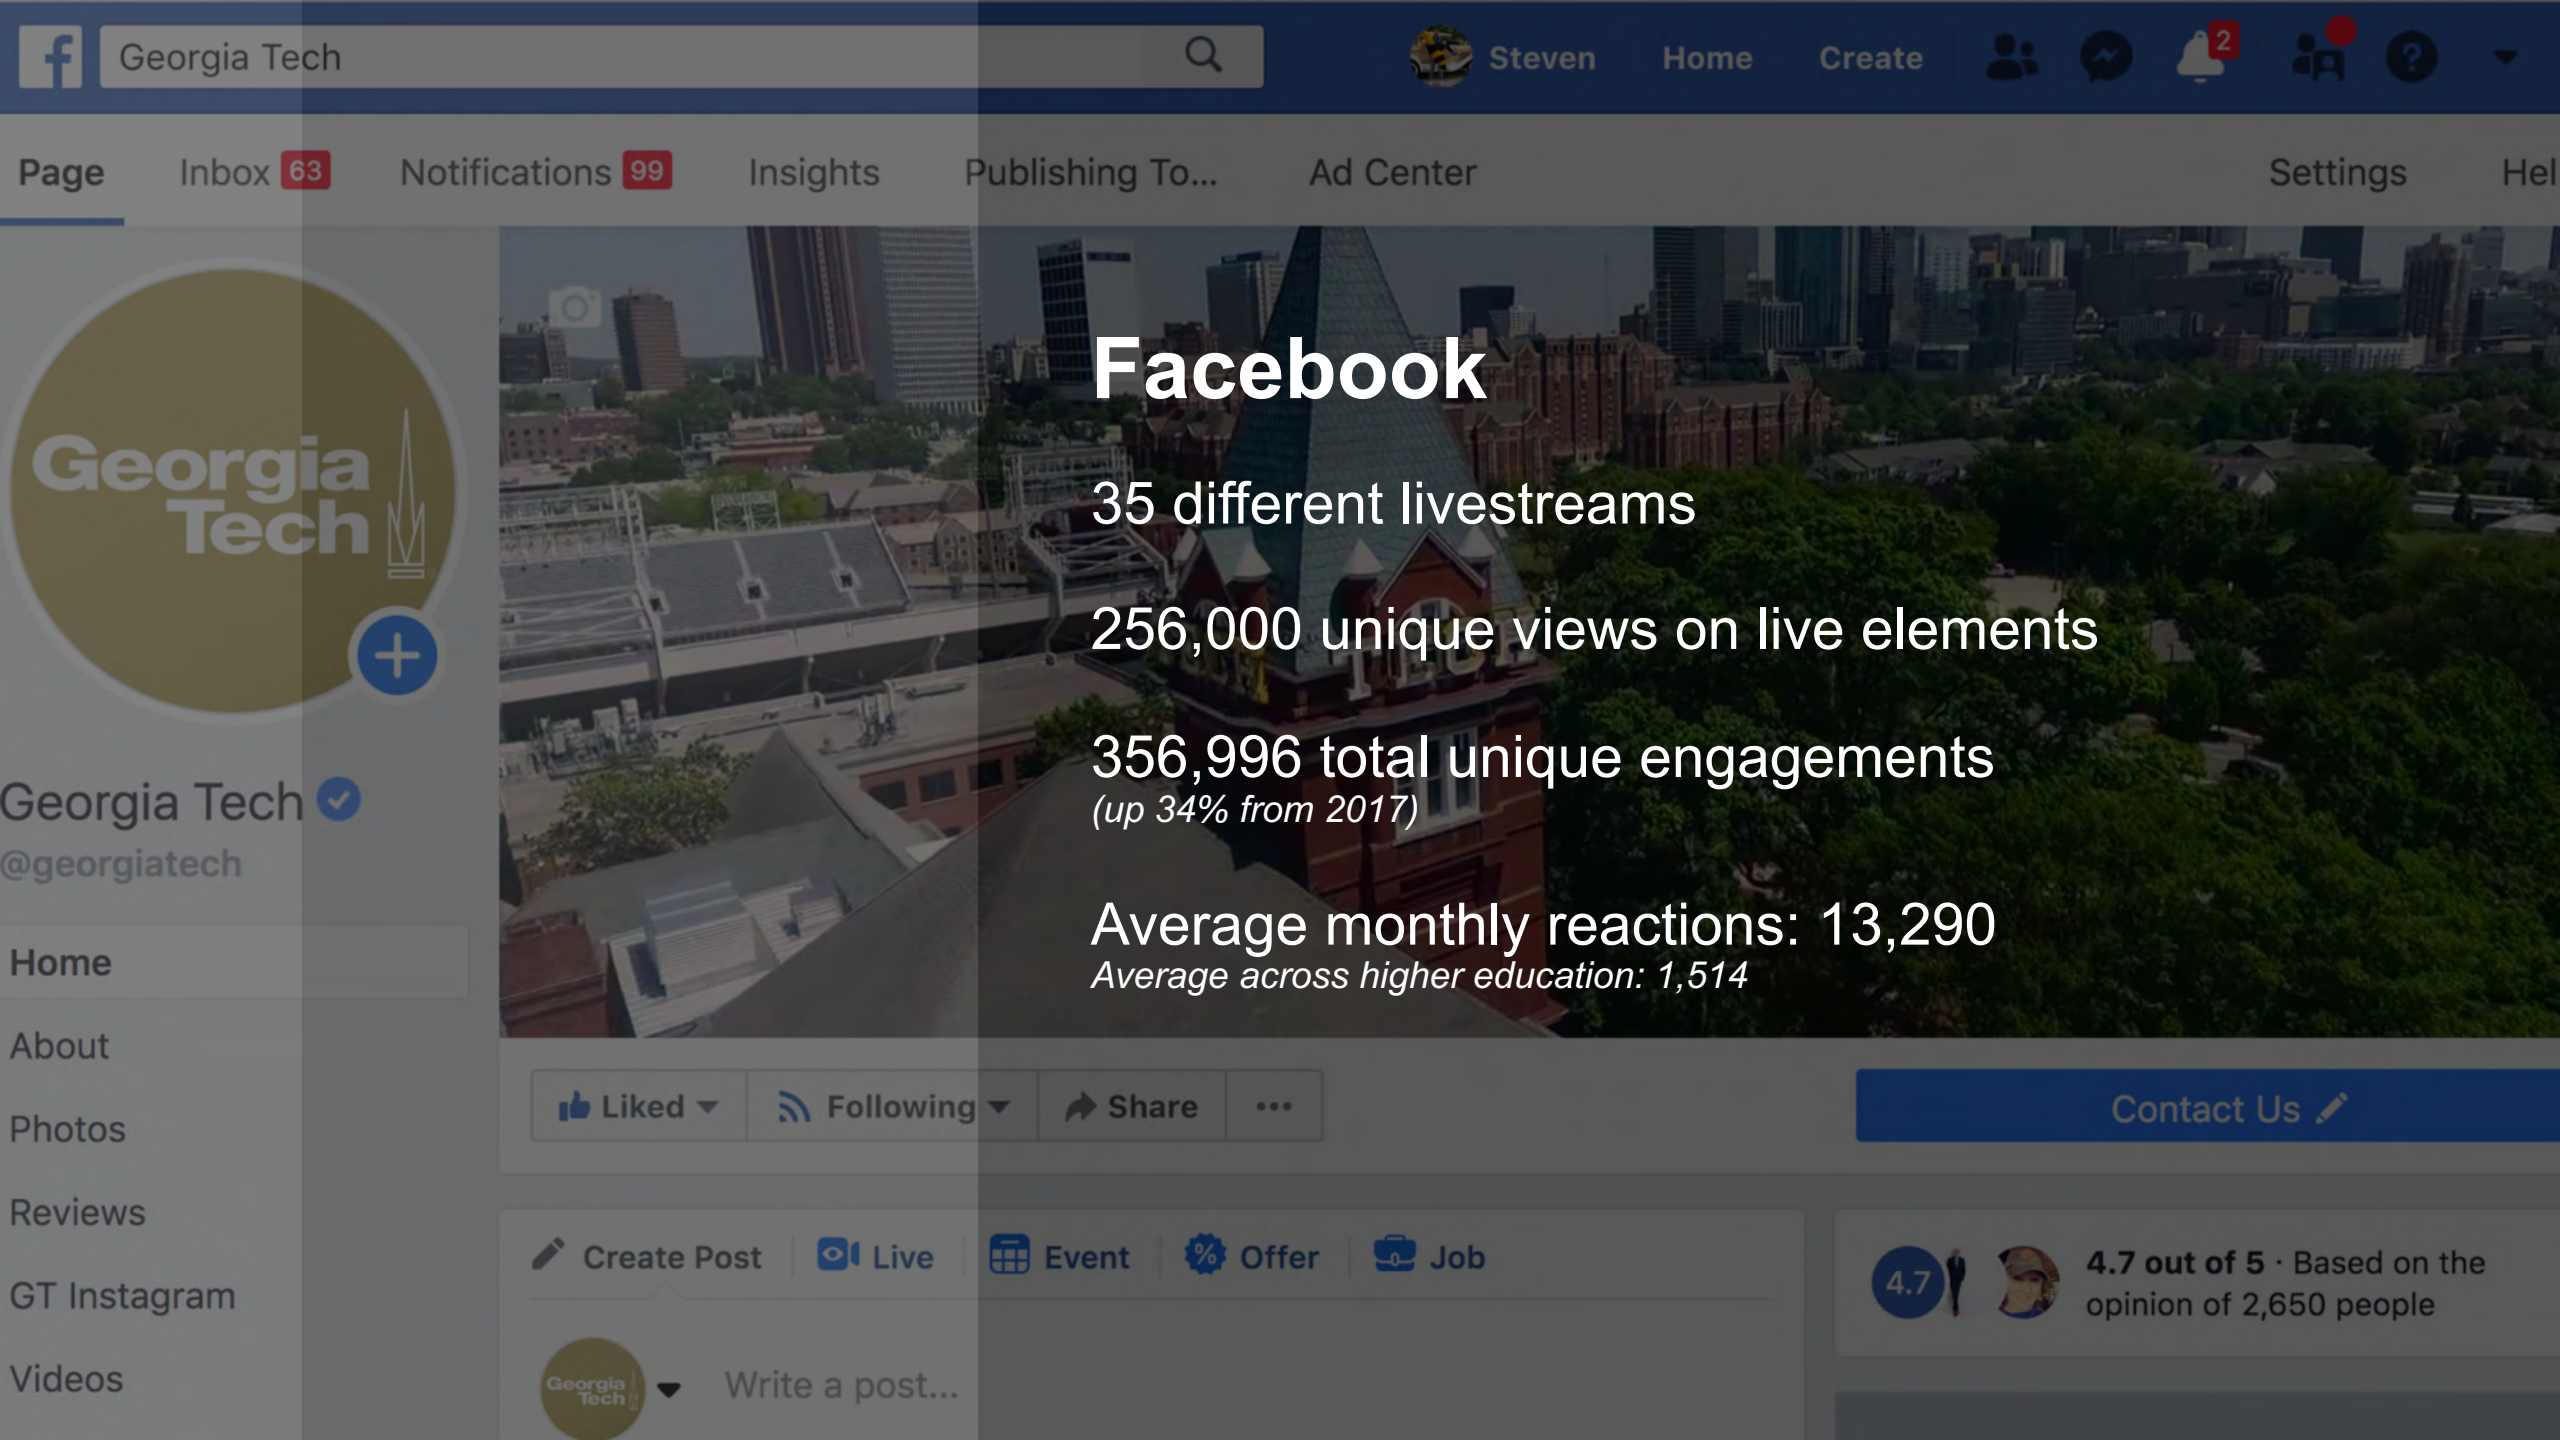 Georgia Tech
Steven
Home
Create
2
Page
Inbox 63
Notifications 99
Insights
Publishing To...
Ad Center
Settings
Hel
Georgia
Tech
Facebook
35 different livestreams
256,000 unique views on live elements
356,996 total unique engagements
(up 34% from 2017)
Average monthly reactions: 13,290
Average across higher education: 1,514
Georgia Tech
@georgiatech
Home
About
Photos
Reviews
GT Instagram
Videos
Liked
Following
Share
Contact Us
Create Post
Live
Event
Offer
Job
Georgia
Tech
Write a post...
4.7
4.7 out of 5 · Based on the
opinion of 2,650 people